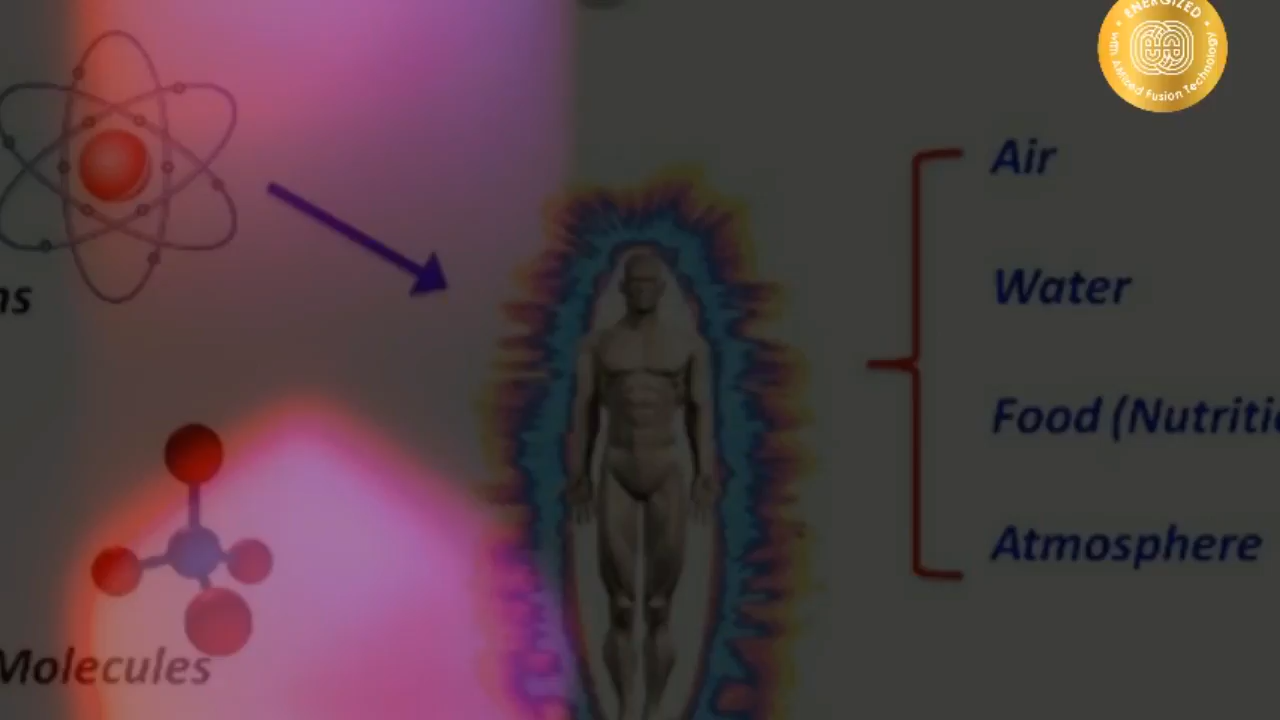 ENERGIZED
with AMized Fusion Technology
Air
Water
ns
Food (Nutriti
Atmosphere
Molecules